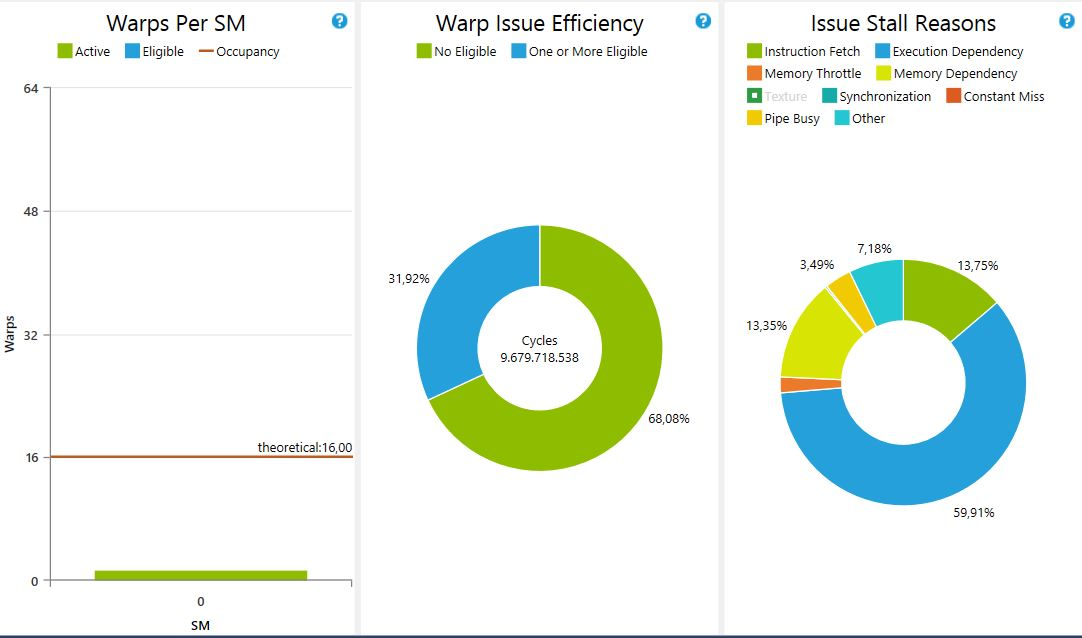 Warps Per SM
?
Active Eligible Occupancy
64
48
32
16
0
Warps
theoretical:16,00
0
SM
Warp Issue Efficiency
?
No Eligible One or More Eligible
31,92%
Cycles
9.679.718.538
68,08%
Issue Stall Reasons
?
Instruction Fetch Execution Dependency
Memory Throttle Memory Dependency
Texture Synchronization Constant Miss
Pipe Busy Other
7,18%
3,49%
13,75%
13,35%
59,91%